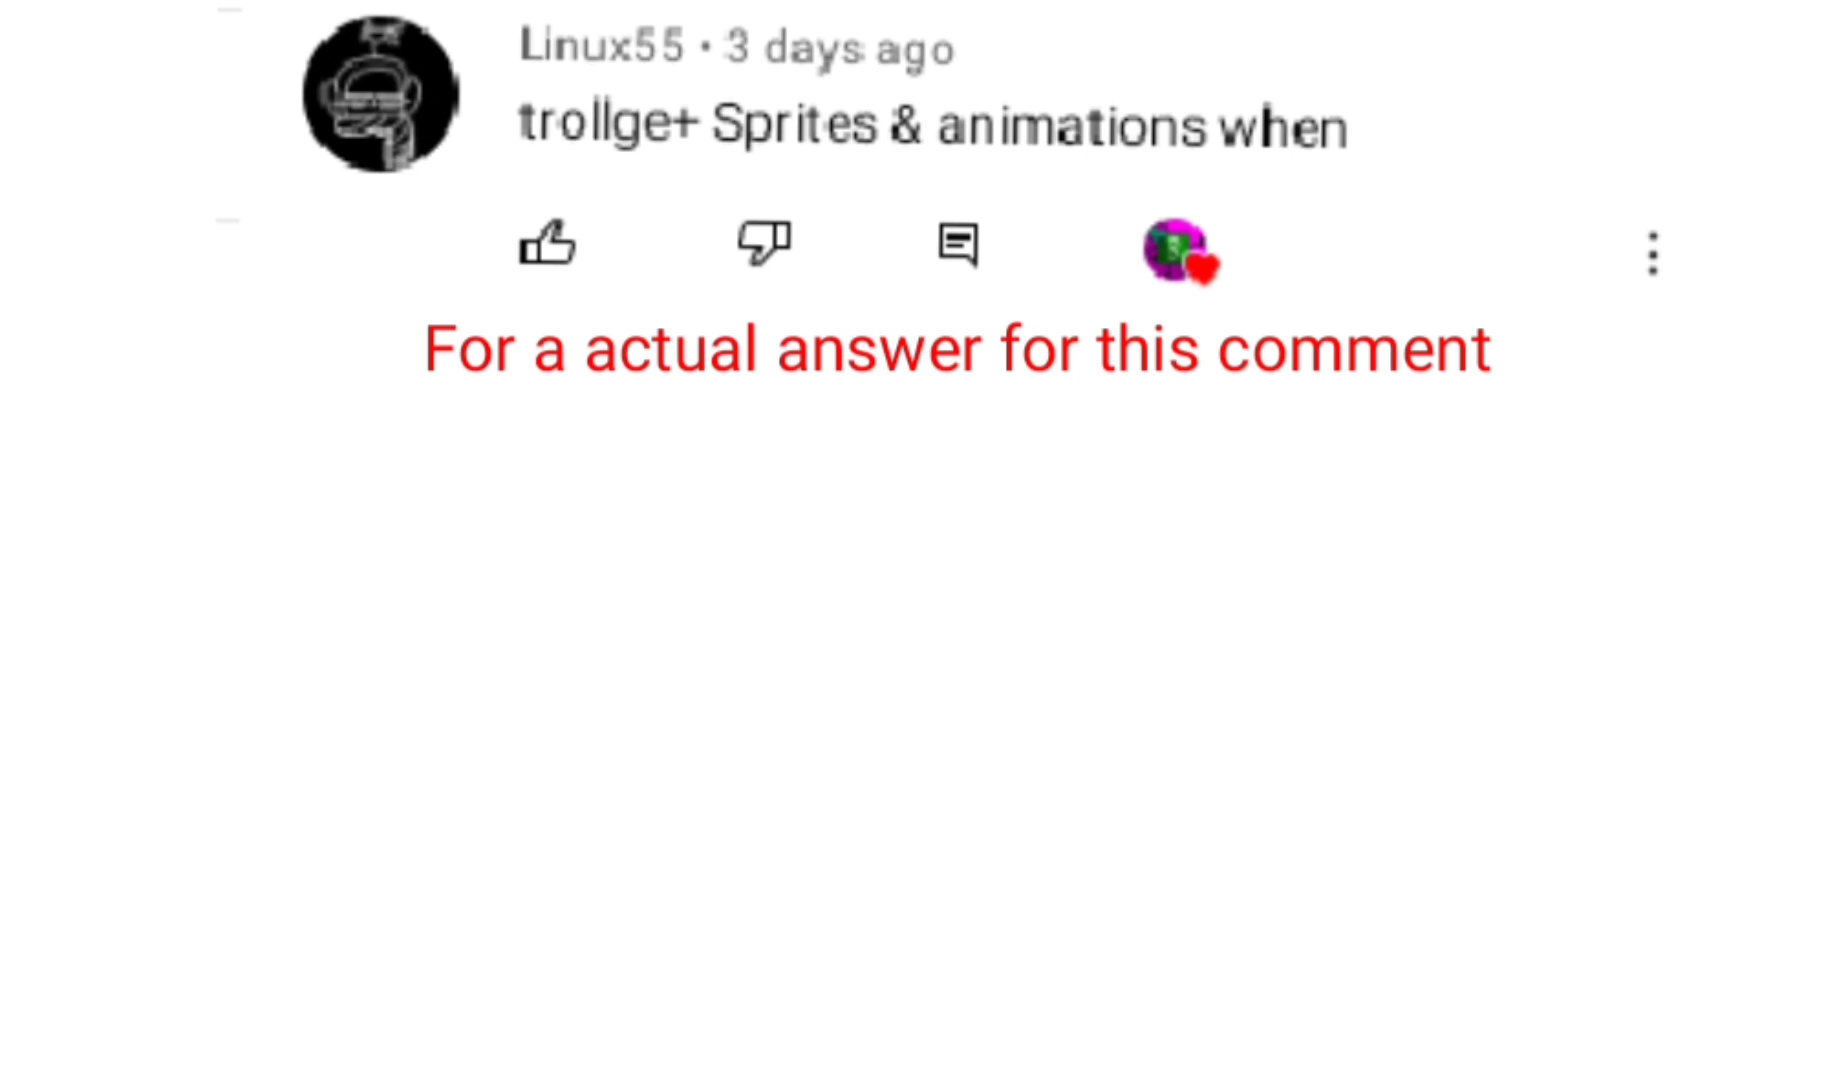 Linux55 • 3 days ago
trollge+ Sprites & animations when
For a actual answer for this comment